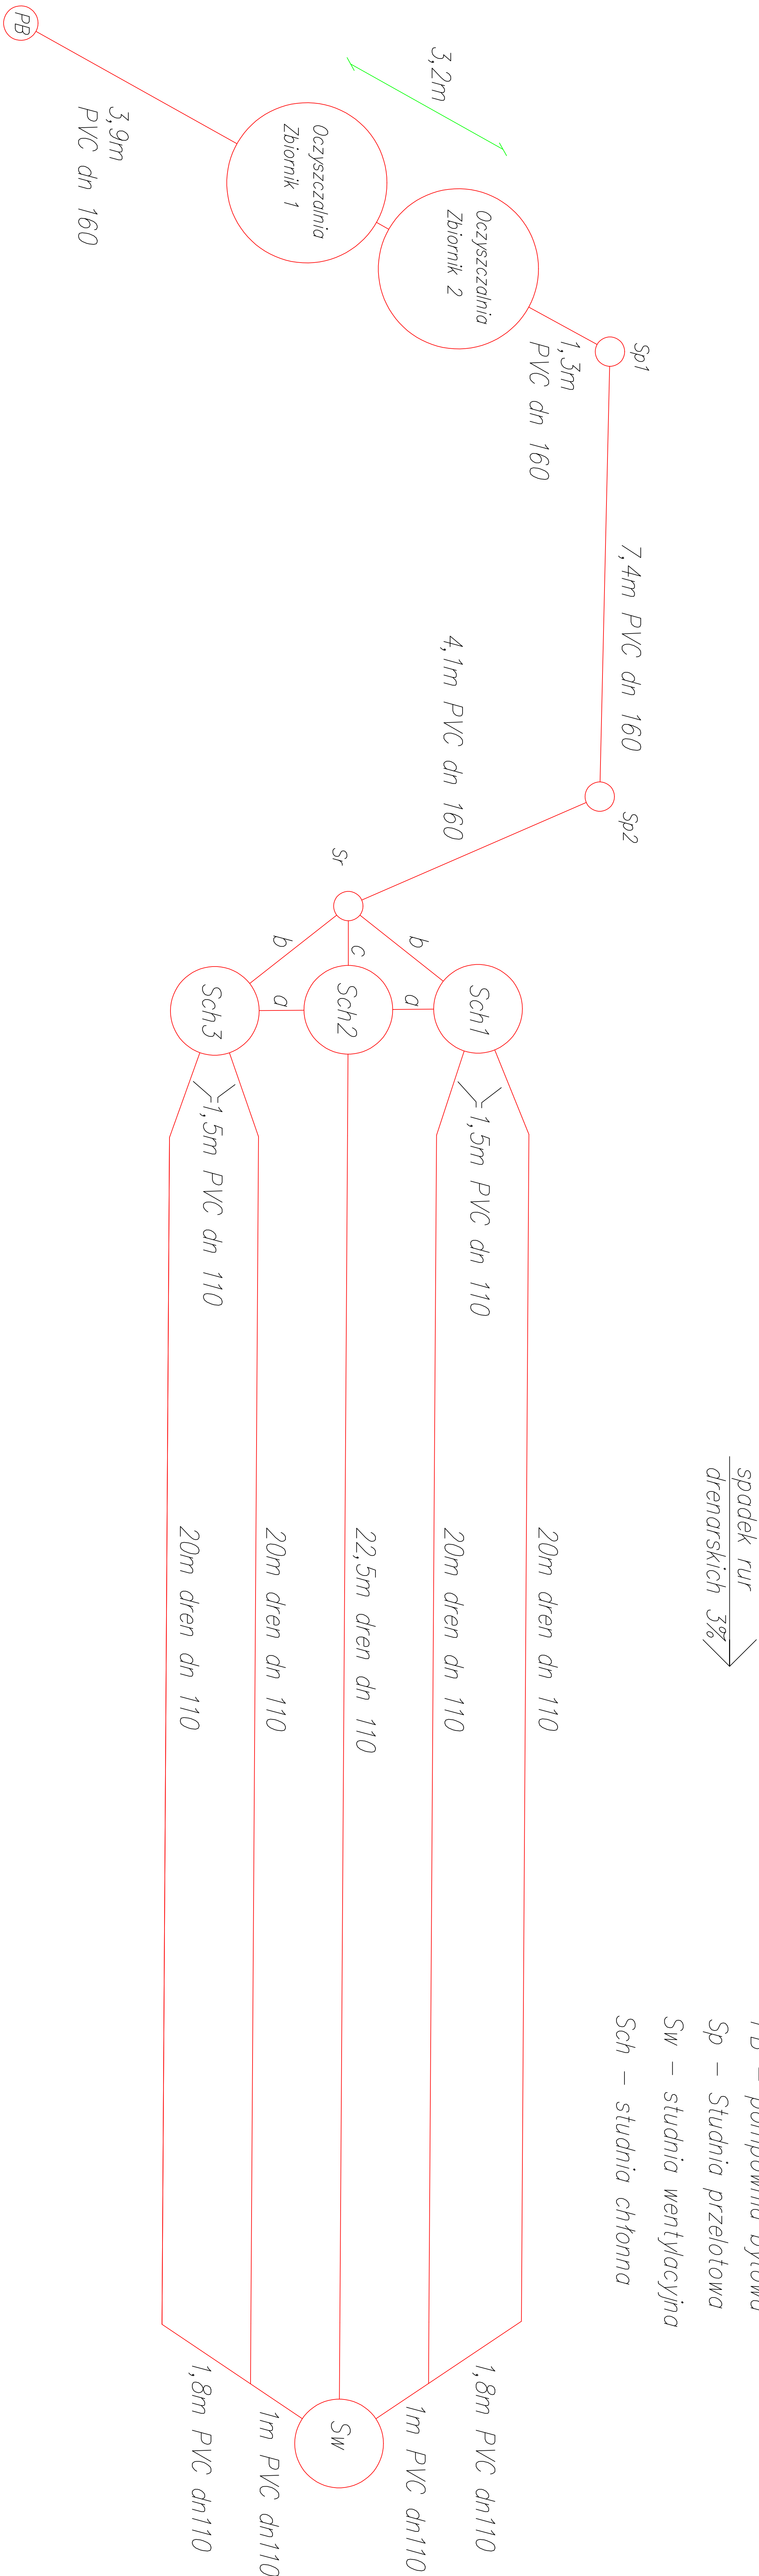 PB
3,9m
PVC dn 160
3,2m
Oczyszczalnia
Zbiornik 1
Oczyszczalnia
Zbiornik 2
Sp1
1,3m
PVC dn 160
7,4m PVC dn 160
Sp2
4,1m PVC dn 160
Sr
b
c
b
a
a
Sch1
Sch2
Sch3
1,5m PVC dn 110
1,5m PVC dn 110
spadek rur
drenarskich 3%
20m dren dn 110
20m dren dn 110
22,5m dren dn 110
20m dren dn 110
20m dren dn 110
Sp – Studnia przelotowa
Sw – studnia wentylacyjna
Sch – studnia chłonna
Sw
1,8m PVC dn110
1m PVC dn110
1m PVC dn110
1,8m PVC dn110